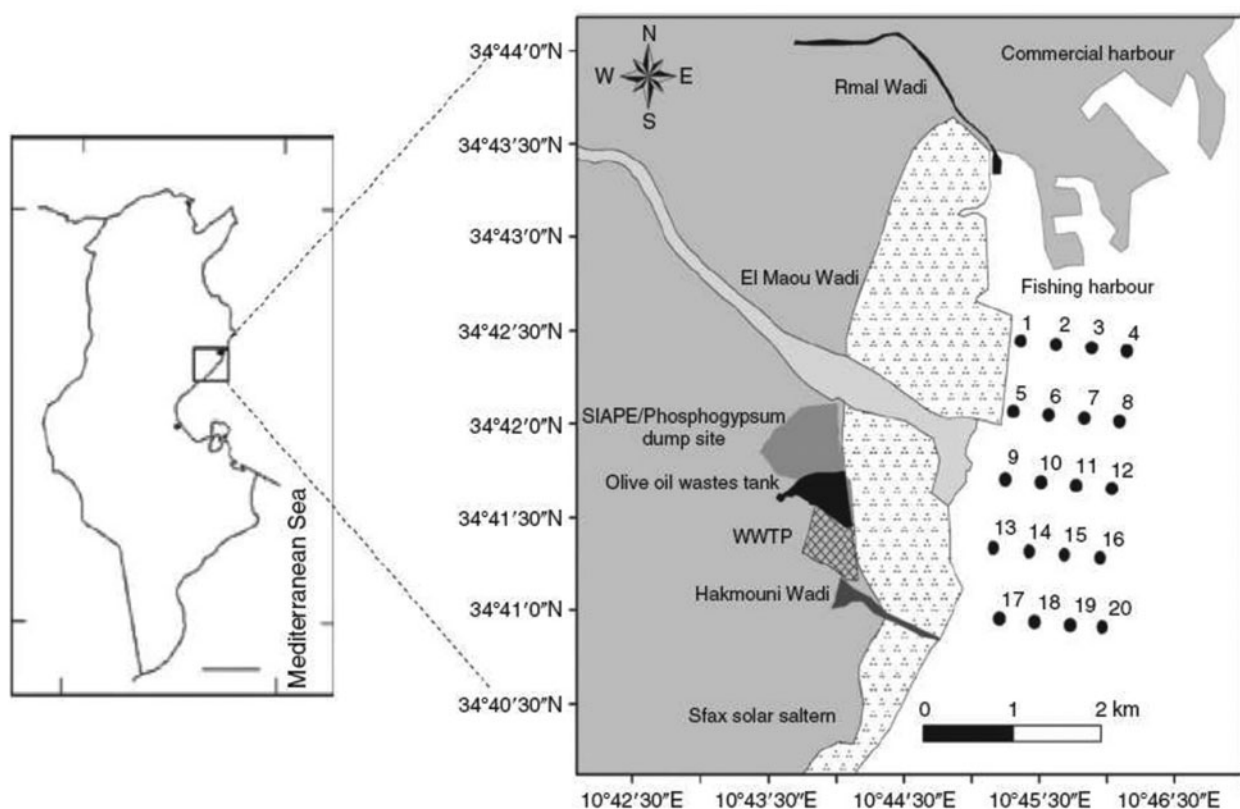 Mediterranean Sea
34°44′0″N
34°43′30″N
34°43′0″N
34°42′30″N
34°42′0″N
34°41′30″N
34°41′0″N
34°40′30″N
N
W
E
S
Commercial harbour
Rmal Wadi
El Maou Wadi
Fishing harbour
1 2 3 4
5 6 7 8
SIAPE/Phosphogypsum
dump site
Olive oil wastes tank
9 10 11 12
WWTP
13 14 15 16
Hakmouni Wadi
17 18 19 20
Sfax solar saltern
0 1 2 km
10°42′30″E 10°43′30″E 10°44′30″E 10°45′30″E 10°46′30″E